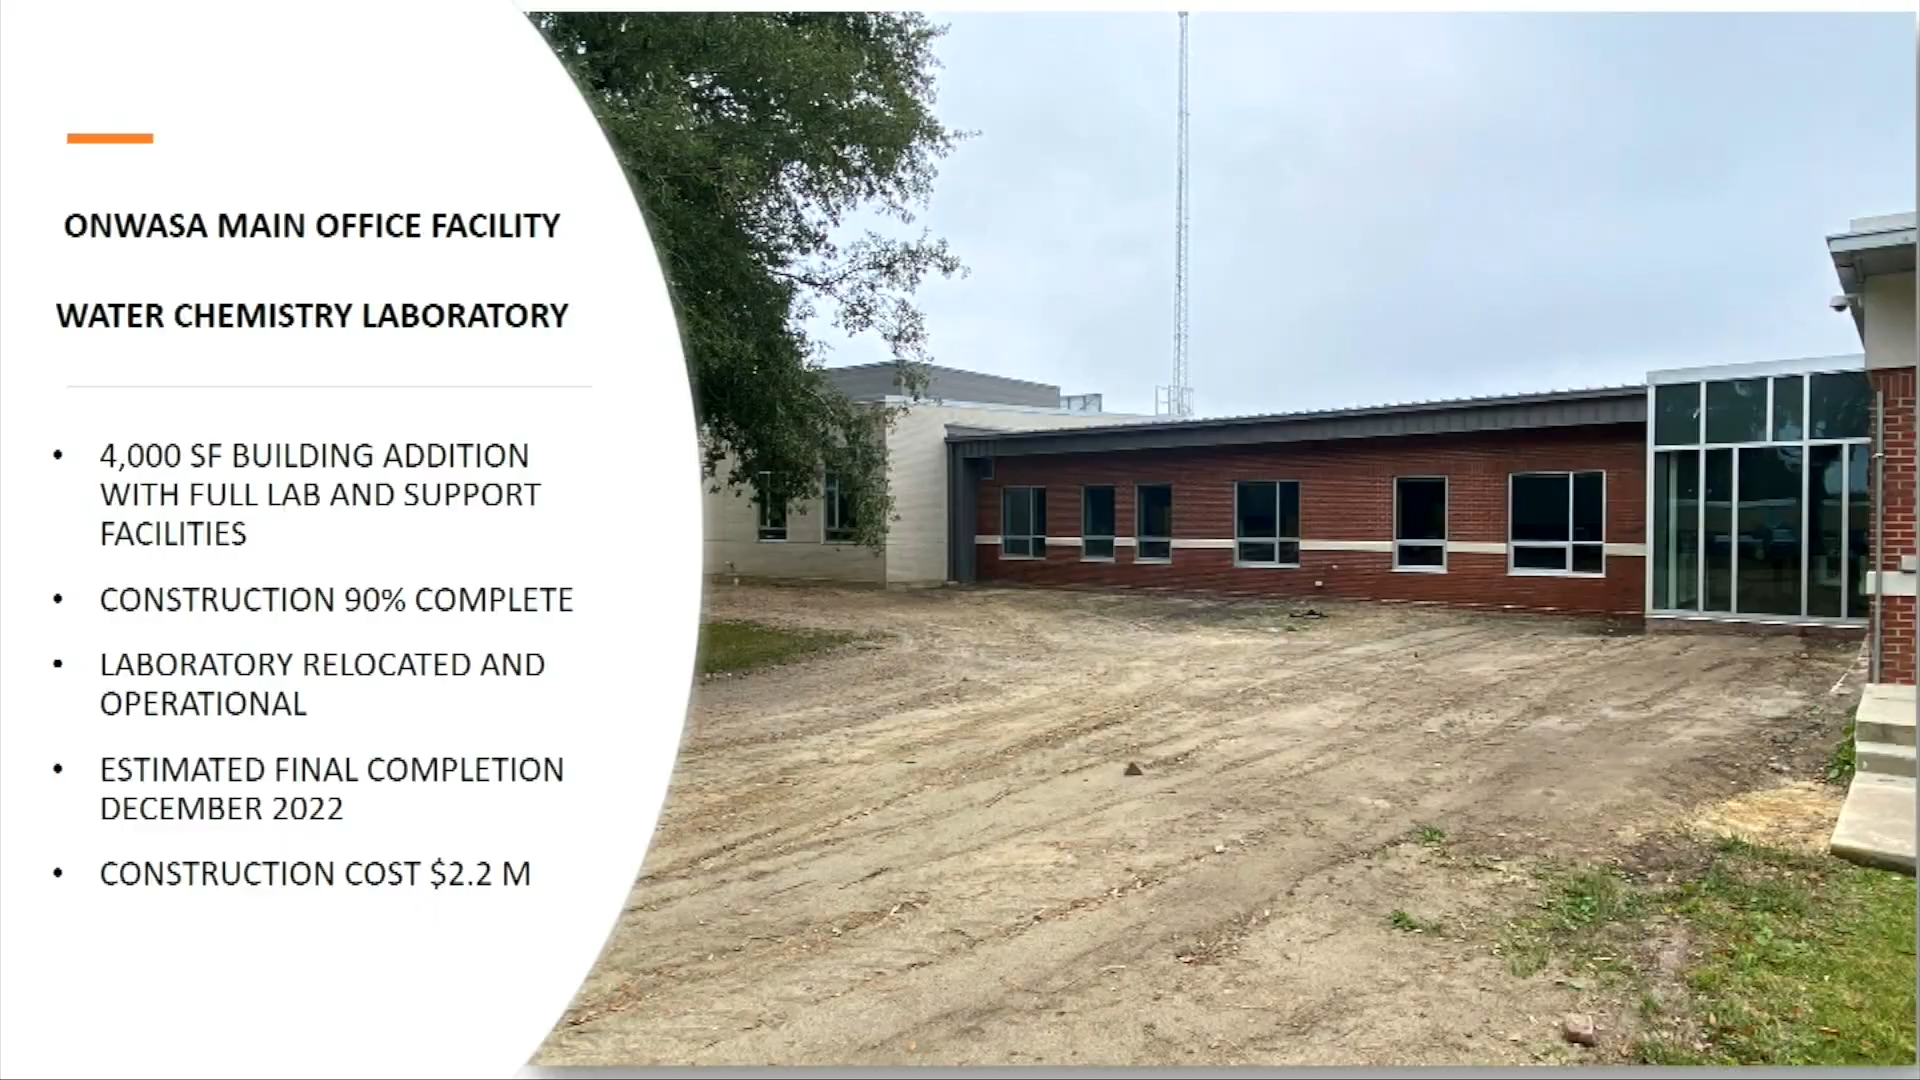 ONWASA MAIN OFFICE FACILITY
WATER CHEMISTRY LABORATORY
• 4,000 SF BUILDING ADDITION
WITH FULL LAB AND SUPPORT
FACILITIES
• CONSTRUCTION 90% COMPLETE
• LABORATORY RELOCATED AND
OPERATIONAL
• ESTIMATED FINAL COMPLETION
DECEMBER 2022
• CONSTRUCTION COST $2.2 M